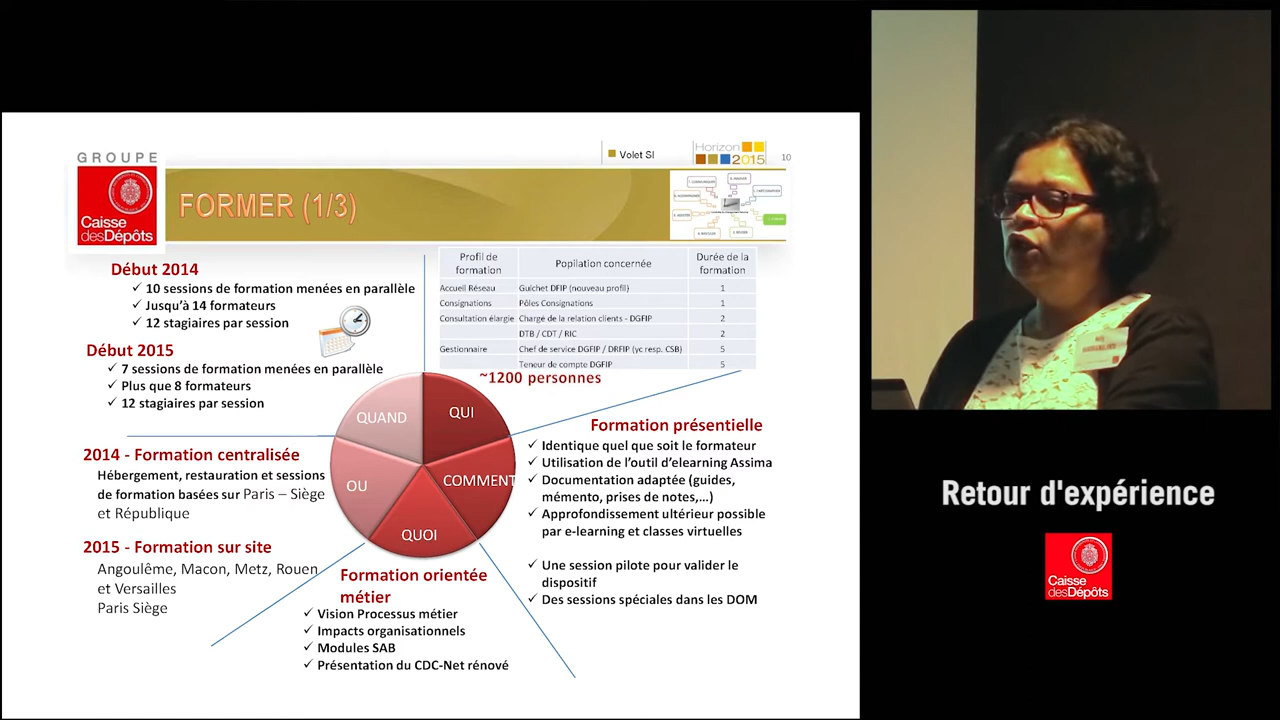 GROUPE
Caisse
desDépôts
Volet SI
Horizon
2015
10
FORMER (1/3)
Début 2014
✓ 10 sessions de formation menées en parallèle
✓ Jusqu'à 14 formateurs
✓ 12 stagiaires par session
Début 2015
✓ 7 sessions de formation menées en parallèle
✓ Plus que 8 formateurs
✓ 12 stagiaires par session
Profil de formation | Popilation concernée | Durée de la formation
Accueil Réseau | Guichet DFIP (nouveau profil) | 1
Consignations | Pôles Consignations | 1
Consultation élargie | Chargé de la relation clients - DGFIP | 2
DTB / CDT / RIC | 2
Gestionnaire | Chef de service DGFIP / DRFIP (yc resp. CSB) | 5
Teneur de compte DGFIP | 5
~1200 personnes
QUAND
QUI
OU
COMMENT
QUOI
2014 - Formation centralisée
Hébergement, restauration et sessions
de formation basées sur Paris – Siège
et République
2015 - Formation sur site
Angoulême, Macon, Metz, Rouen
et Versailles
Paris Siège
Formation présentielle
✓ Identique quel que soit le formateur
✓ Utilisation de l'outil d'elearning Assima
✓ Documentation adaptée (guides,
mémento, prises de notes,…)
✓ Approfondissement ultérieur possible
par e-learning et classes virtuelles
✓ Une session pilote pour valider le
dispositif
✓ Des sessions spéciales dans les DOM
Formation orientée
métier
✓ Vision Processus métier
✓ Impacts organisationnels
✓ Modules SAB
✓ Présentation du CDC-Net rénové
Retour d'expérience
Caisse
desDépôts